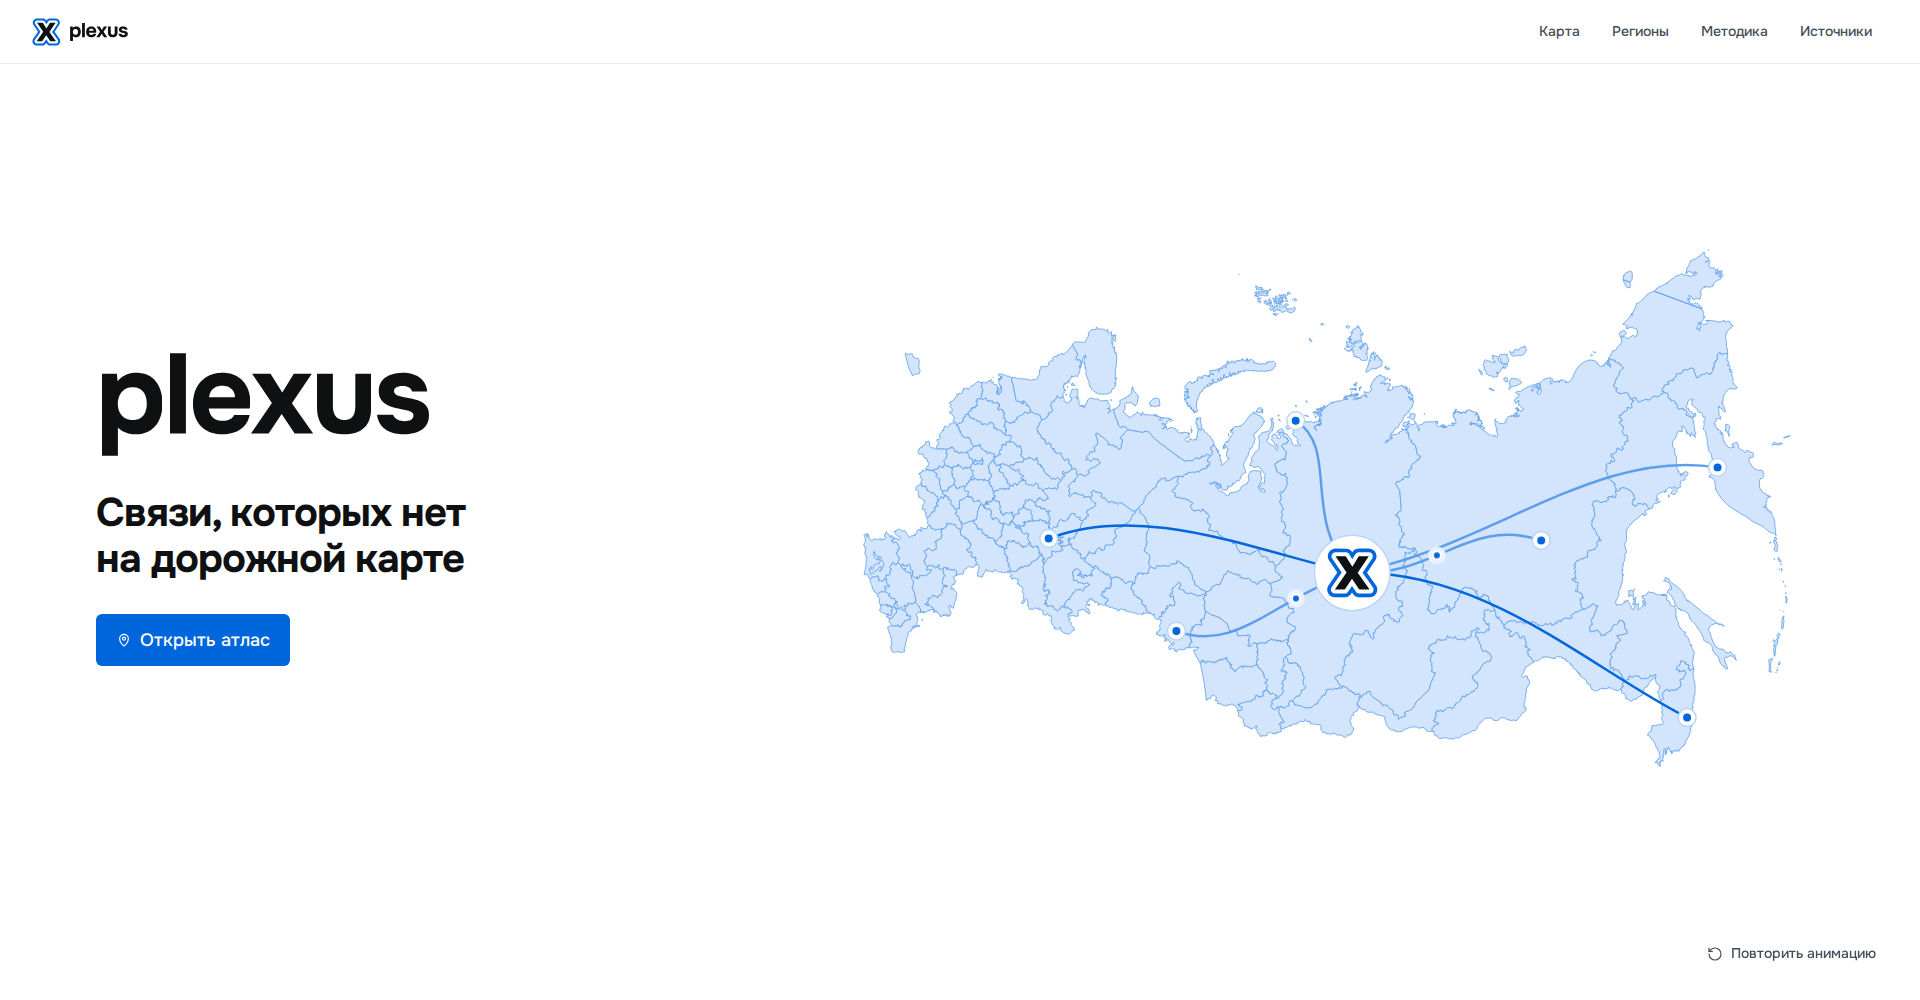 plexus
Карта
Регионы
Методика
Источники
plexus
Связи, которых нет
на дорожной карте
Открыть атлас
Повторить анимацию